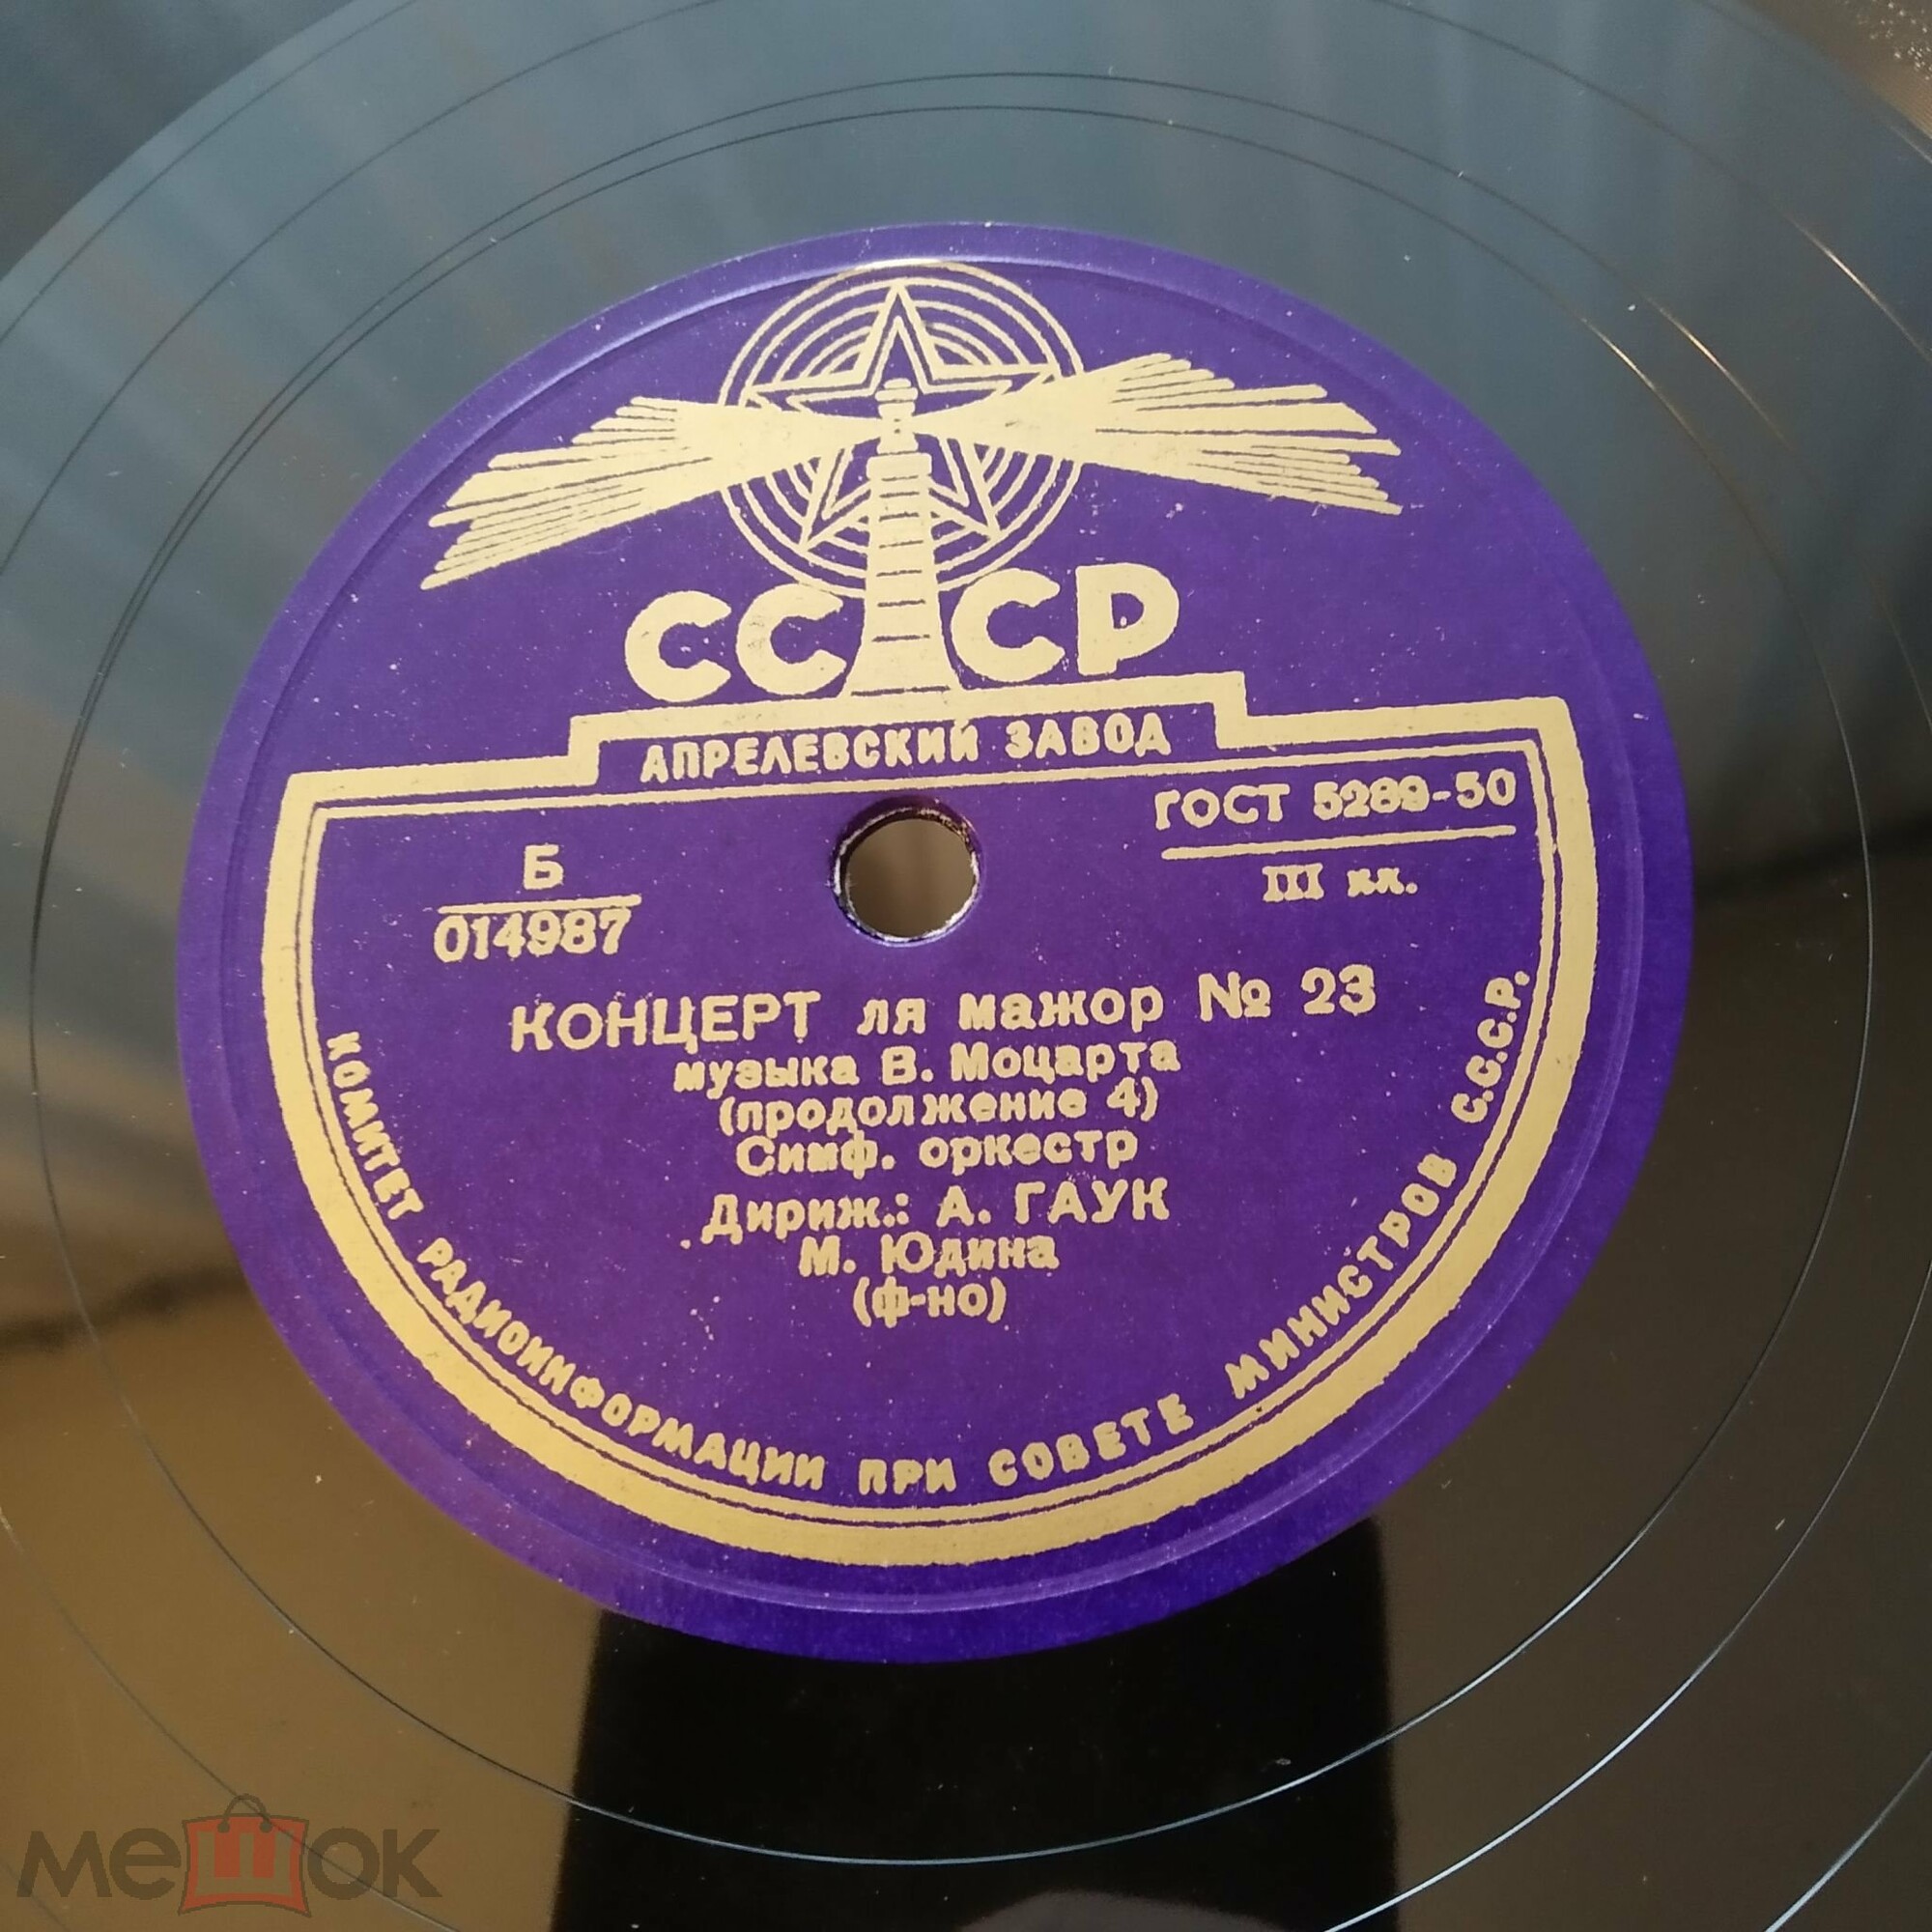 СССР
АПРЕЛЕВСКИЙ ЗАВОД
ГОСТ 5289-50
III кл.
Б
014987
КОНЦЕРТ ля мажор № 23
музыка В. Моцарта
(продолжение 4)
Симф. оркестр
Дириж.: А. ГАУК
М. Юдина
(ф-но)
КОМИТЕТ РАДИОИНФОРМАЦИИ ПРИ СОВЕТЕ МИНИСТРОВ С.С.С.Р.
мешок